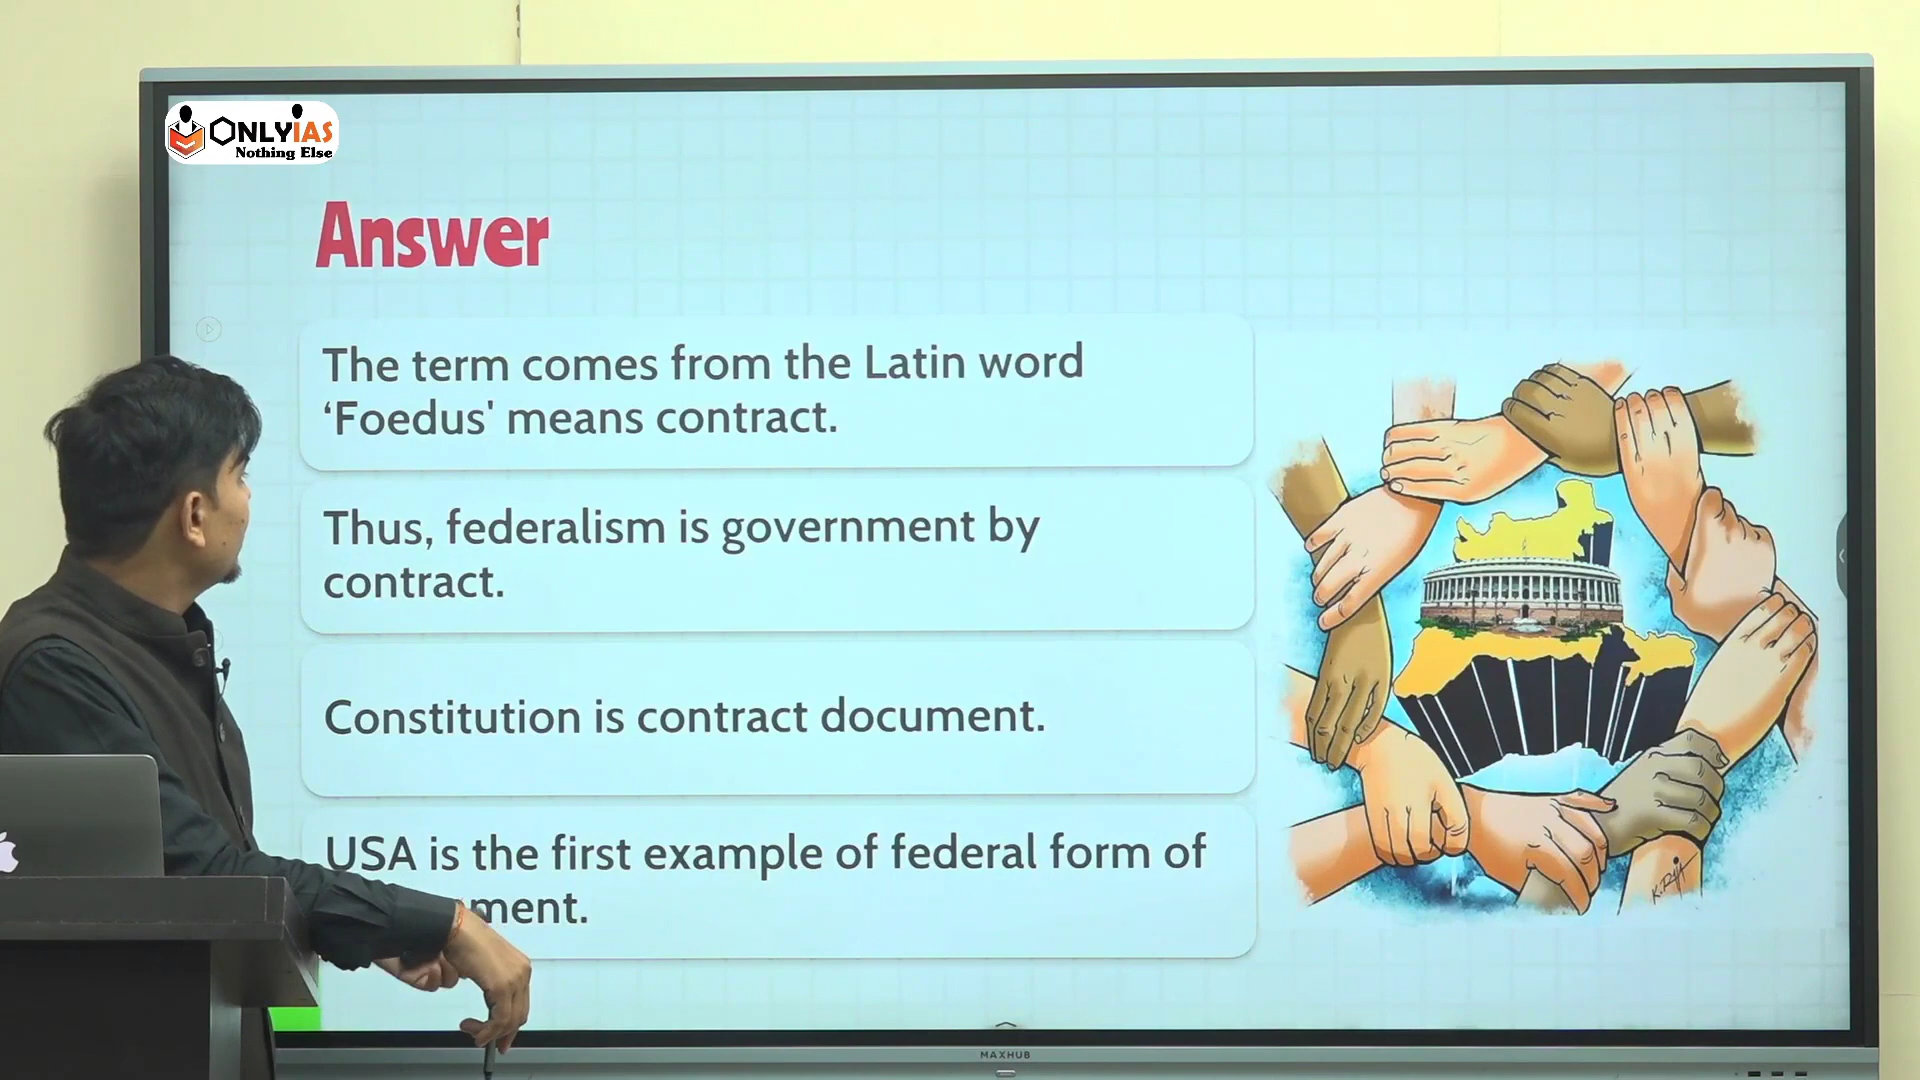 ONLYIAS
Nothing Else
Answer
The term comes from the Latin word
‘Foedus' means contract.
Thus, federalism is government by
contract.
Constitution is contract document.
USA is the first example of federal form of
ment.
MAXHUB